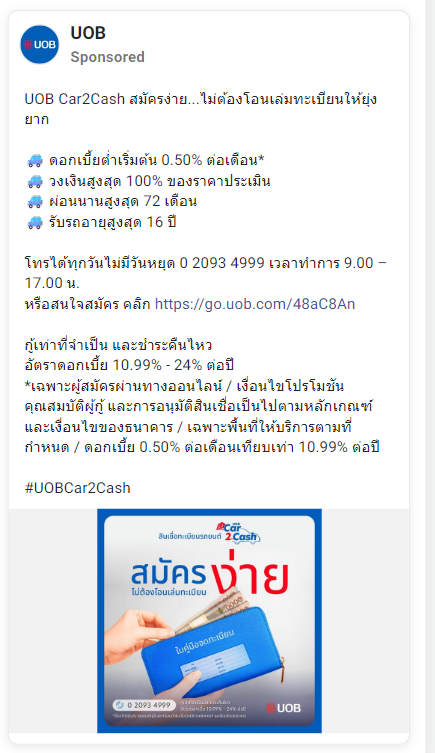 UOB
UOB
Sponsored
UOB Car2Cash สมัครง่าย...ไม่ต้องโอนเล่มทะเบียนให้ยุ่ง
ยาก
🚙 ดอกเบี้ยต่ำเริ่มต้น 0.50% ต่อเดือน*
🚙 วงเงินสูงสุด 100% ของราคาประเมิน
🚙 ผ่อนนานสูงสุด 72 เดือน
🚙 รับรถอายุสูงสุด 16 ปี
โทรได้ทุกวันไม่มีวันหยุด 0 2093 4999 เวลาทำการ 9.00 –
17.00 น.
หรือสนใจสมัคร คลิก https://go.uob.com/48aC8An
กู้เท่าที่จำเป็น และชำระคืนไหว
อัตราดอกเบี้ย 10.99% - 24% ต่อปี
*เฉพาะผู้สมัครผ่านทางออนไลน์ / เงื่อนไขโปรโมชัน
คุณสมบัติผู้กู้ และการอนุมัติสินเชื่อเป็นไปตามหลักเกณฑ์
และเงื่อนไขของธนาคาร / เฉพาะพื้นที่ให้บริการตามที่
กำหนด / ดอกเบี้ย 0.50% ต่อเดือนเทียบเท่า 10.99% ต่อปี
#UOBCar2Cash
สินเชื่อทะเบียนรถยนต์ Car2Cash
สมัครง่าย
ไม่ต้องโอนเล่มทะเบียน
ใบคู่มือจดทะเบียน
0 2093 4999
UOB